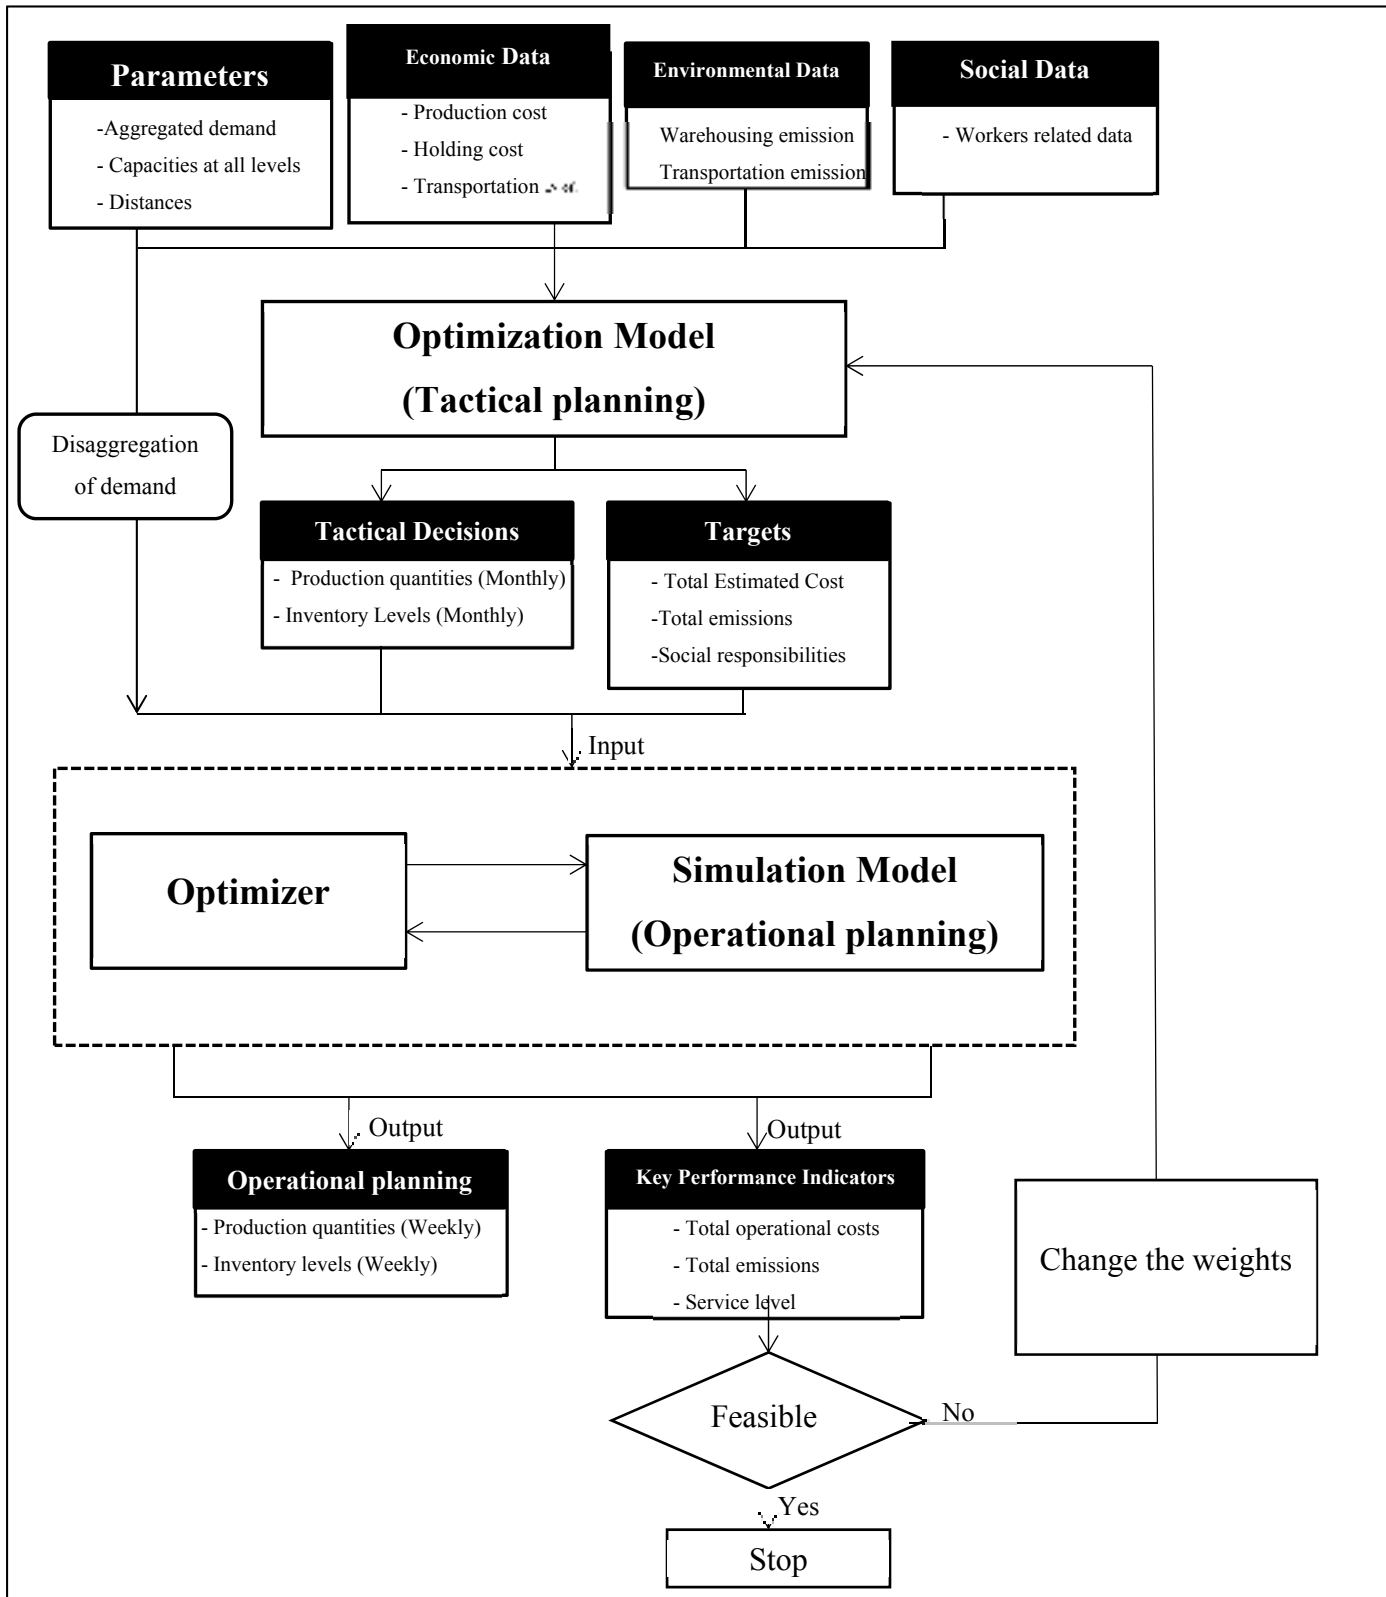 Parameters
-Aggregated demand
- Capacities at all levels
- Distances
Economic Data
- Production cost
- Holding cost
- Transportation
Environmental Data
Warehousing emission
Transportation emission
Social Data
- Workers related data
Optimization Model
(Tactical planning)
Disaggregation
of demand
Tactical Decisions
- Production quantities (Monthly)
- Inventory Levels (Monthly)
Targets
- Total Estimated Cost
-Total emissions
-Social responsibilities
Input
Optimizer
Simulation Model
(Operational planning)
Output
Output
Operational planning
- Production quantities (Weekly)
- Inventory levels (Weekly)
Key Performance Indicators
- Total operational costs
- Total emissions
- Service level
Change the weights
Feasible
No
Yes
Stop